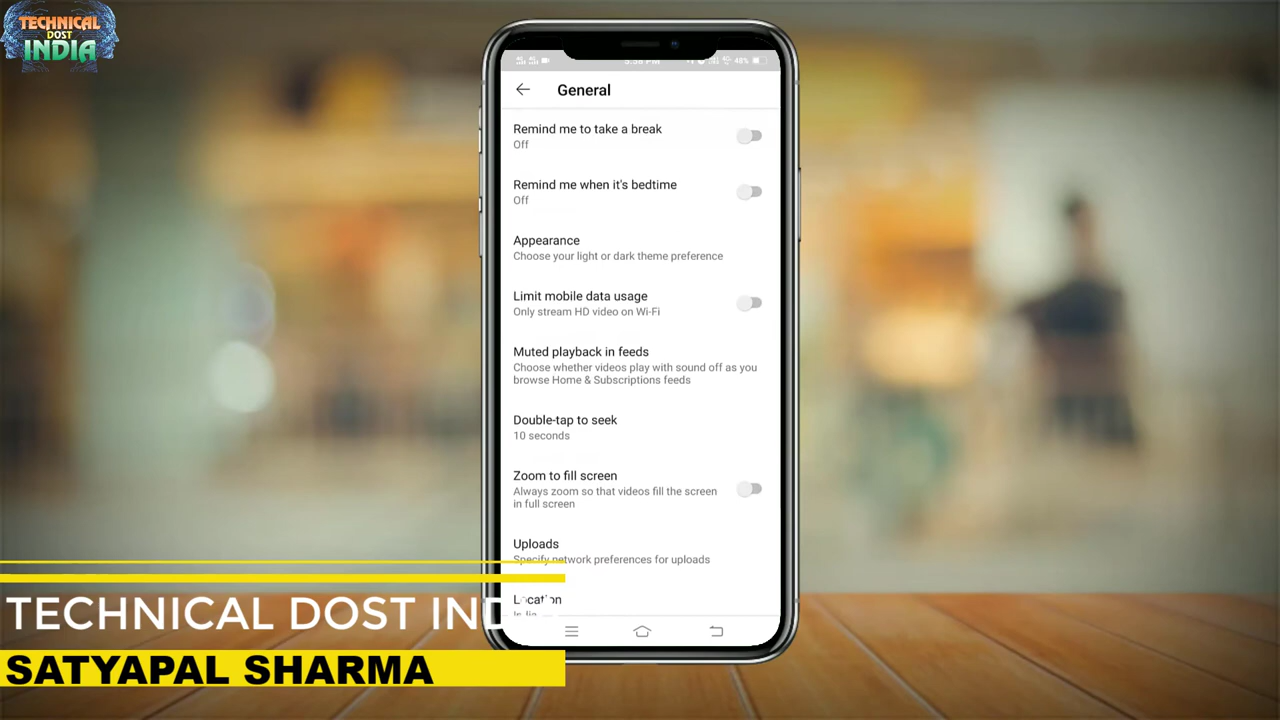 TECHNICAL
DOST
INDIA
48%
General
Remind me to take a break
Off
Remind me when it's bedtime
Off
Appearance
Choose your light or dark theme preference
Limit mobile data usage
Only stream HD video on Wi-Fi
Muted playback in feeds
Choose whether videos play with sound off as you
browse Home & Subscriptions feeds
Double-tap to seek
10 seconds
Zoom to fill screen
Always zoom so that videos fill the screen
in full screen
Uploads
Specify network preferences for uploads
Location
TECHNICAL DOST IND
SATYAPAL SHARMA